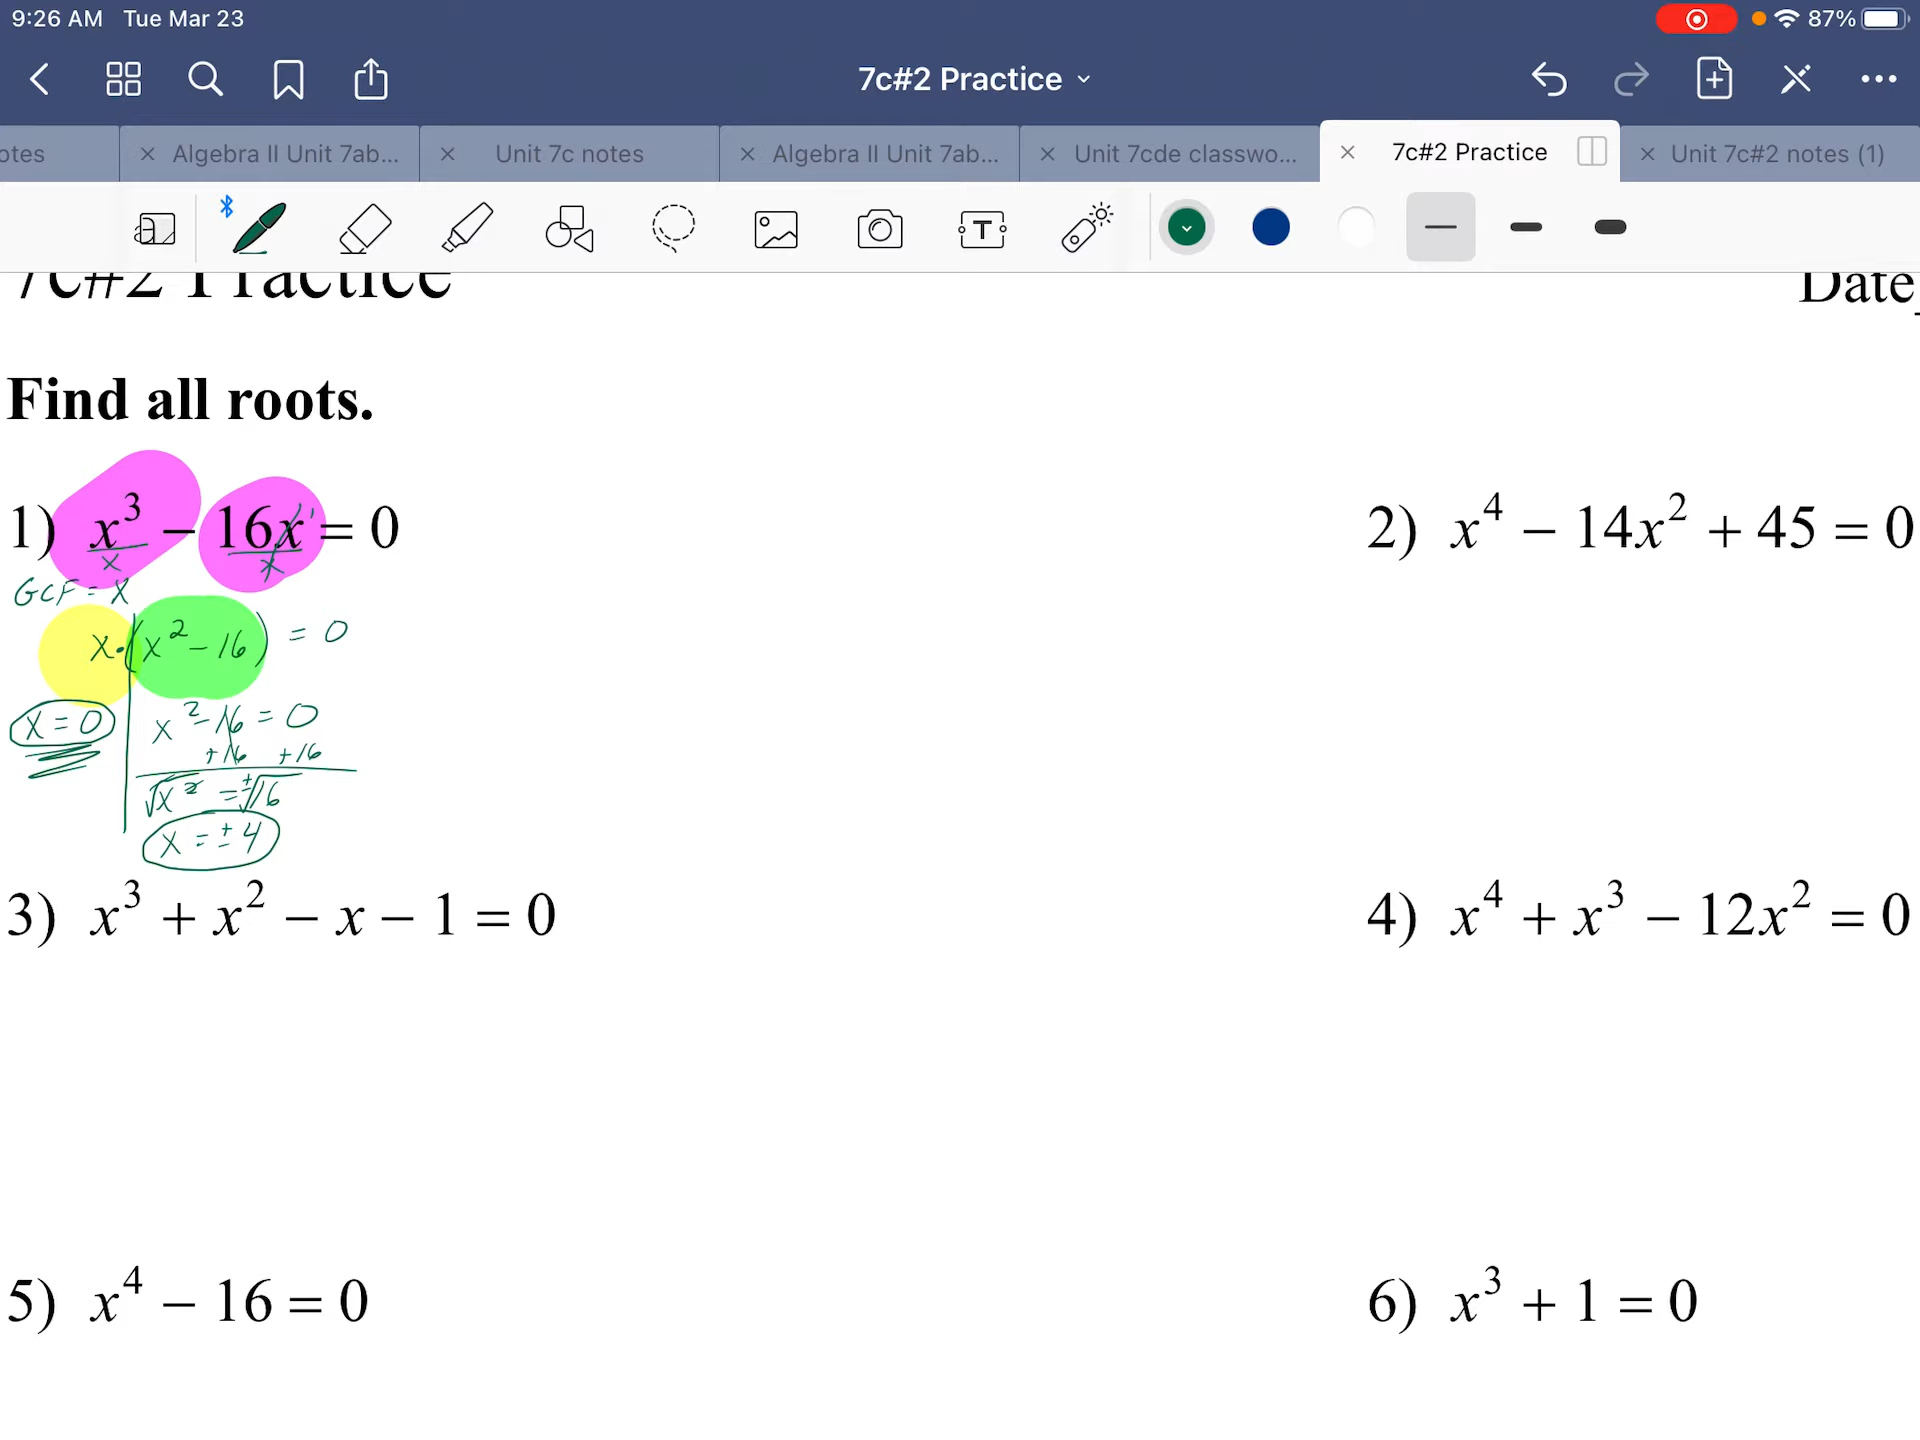 9:26 AM Tue Mar 23 87%
7c#2 Practice
otes Algebra II Unit 7ab... Unit 7c notes Algebra II Unit 7ab... Unit 7cde classwo... 7c#2 Practice Unit 7c#2 notes (1)
7c#2 Practice Date
Find all roots.
1) x³ − 16x = 0
x x
GCF = x
x·(x² − 16) = 0
x = 0
x² − 16 = 0
+16 +16
√x² = ±√16
x = ±4
2) x⁴ − 14x² + 45 = 0
3) x³ + x² − x − 1 = 0
4) x⁴ + x³ − 12x² = 0
5) x⁴ − 16 = 0
6) x³ + 1 = 0